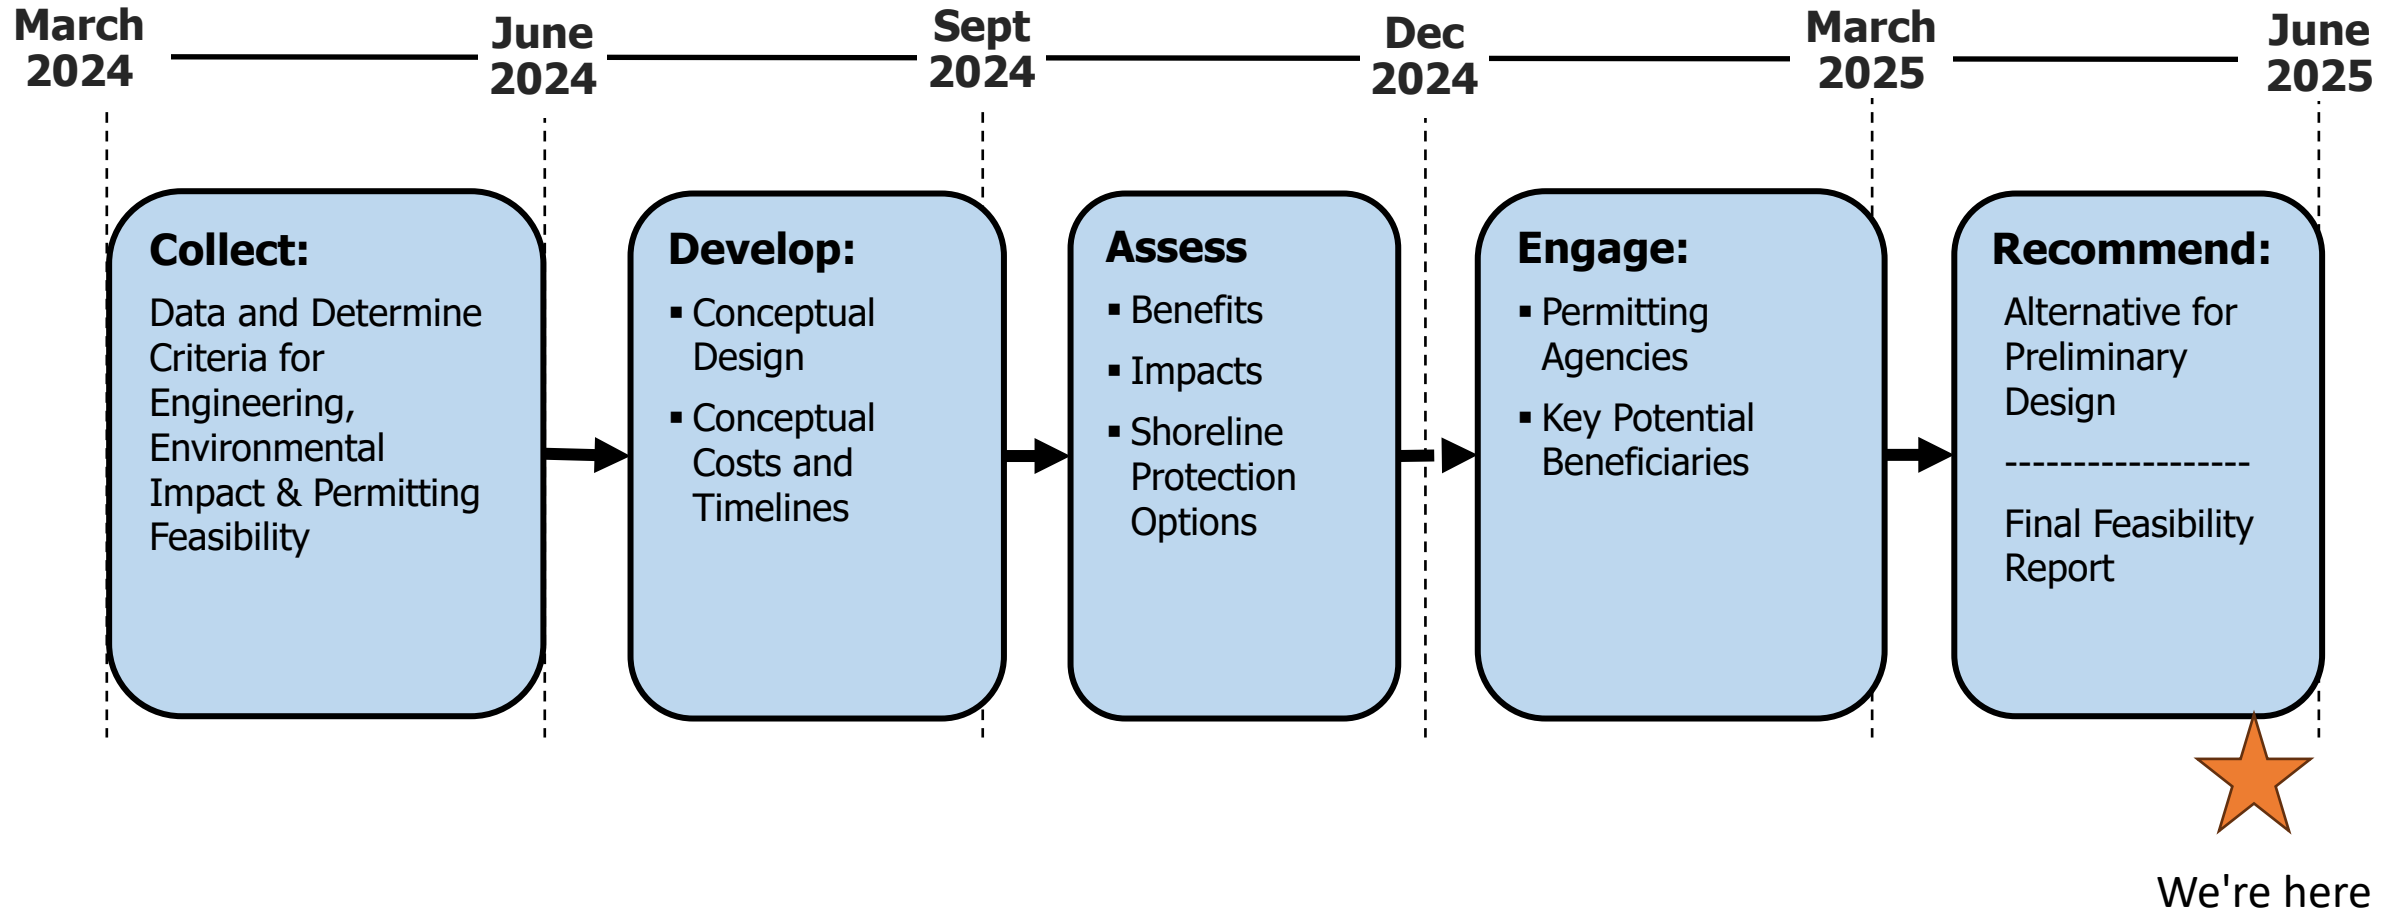 March
2024
June
2024
Sept
2024
Dec
2024
March
2025
June
2025
Collect:
Data and Determine
Criteria for
Engineering,
Environmental
Impact & Permitting
Feasibility
Develop:
▪ Conceptual
Design
▪ Conceptual
Costs and
Timelines
Assess
▪ Benefits
▪ Impacts
▪ Shoreline
Protection
Options
Engage:
▪ Permitting
Agencies
▪ Key Potential
Beneficiaries
Recommend:
Alternative for
Preliminary
Design
------------------
Final Feasibility
Report
We're here